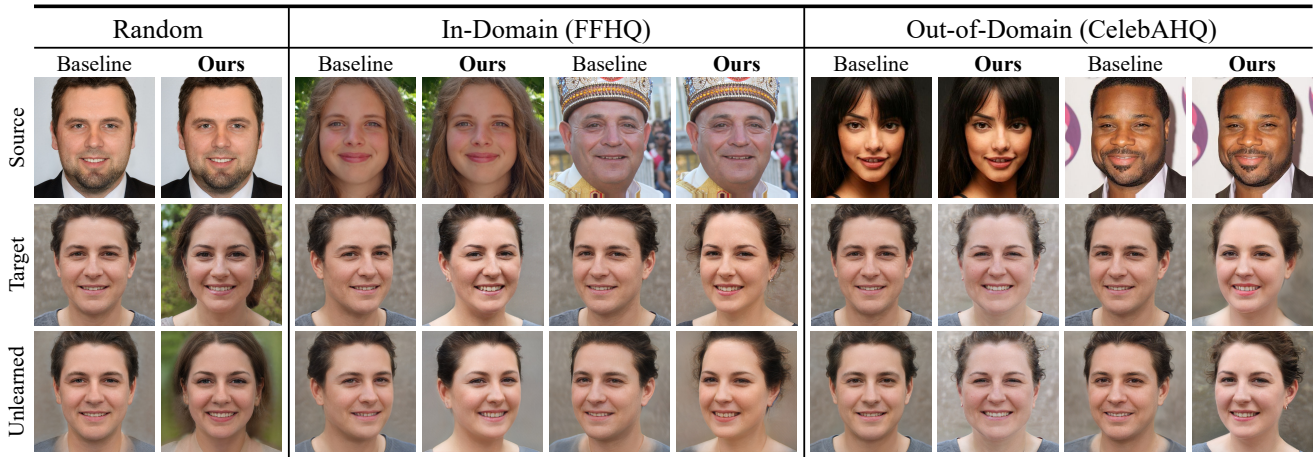 Random In-Domain (FFHQ) Out-of-Domain (CelebAHQ)
Baseline Ours Baseline Ours Baseline Ours Baseline Ours Baseline Ours
Source
Target
Unlearned